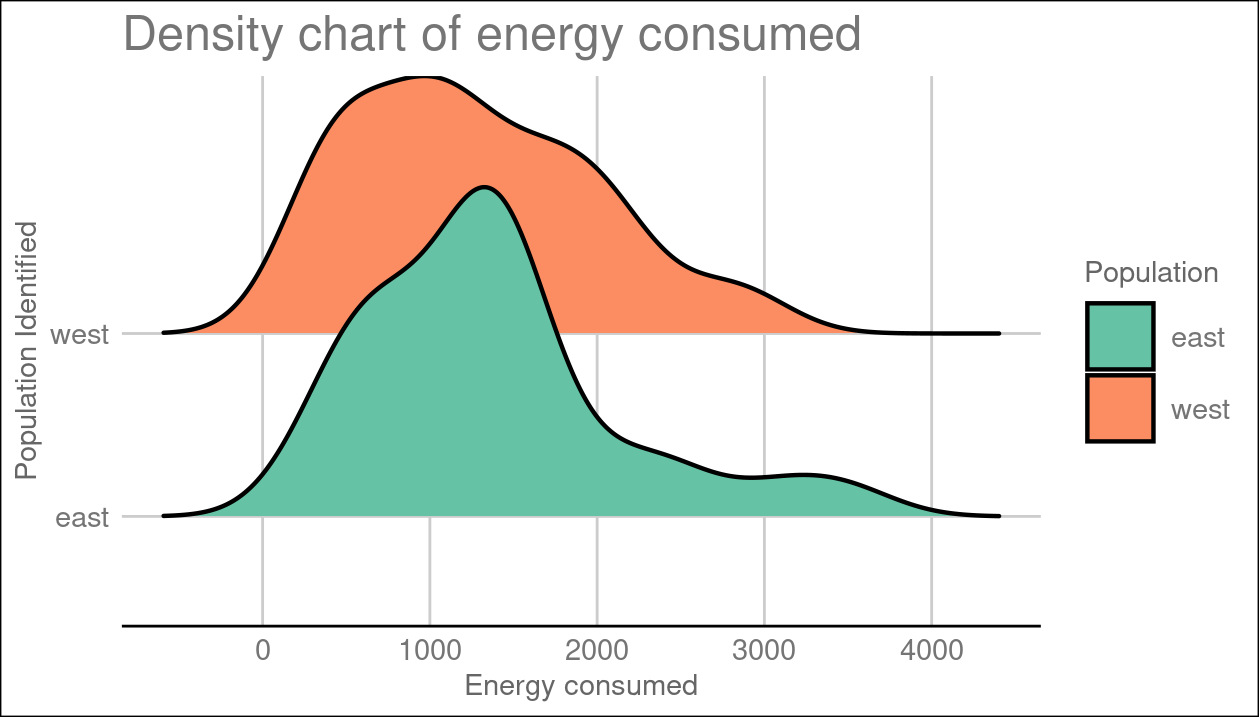 Density chart of energy consumed
Population Identified
west
east
0 1000 2000 3000 4000
Energy consumed
Population
east
west